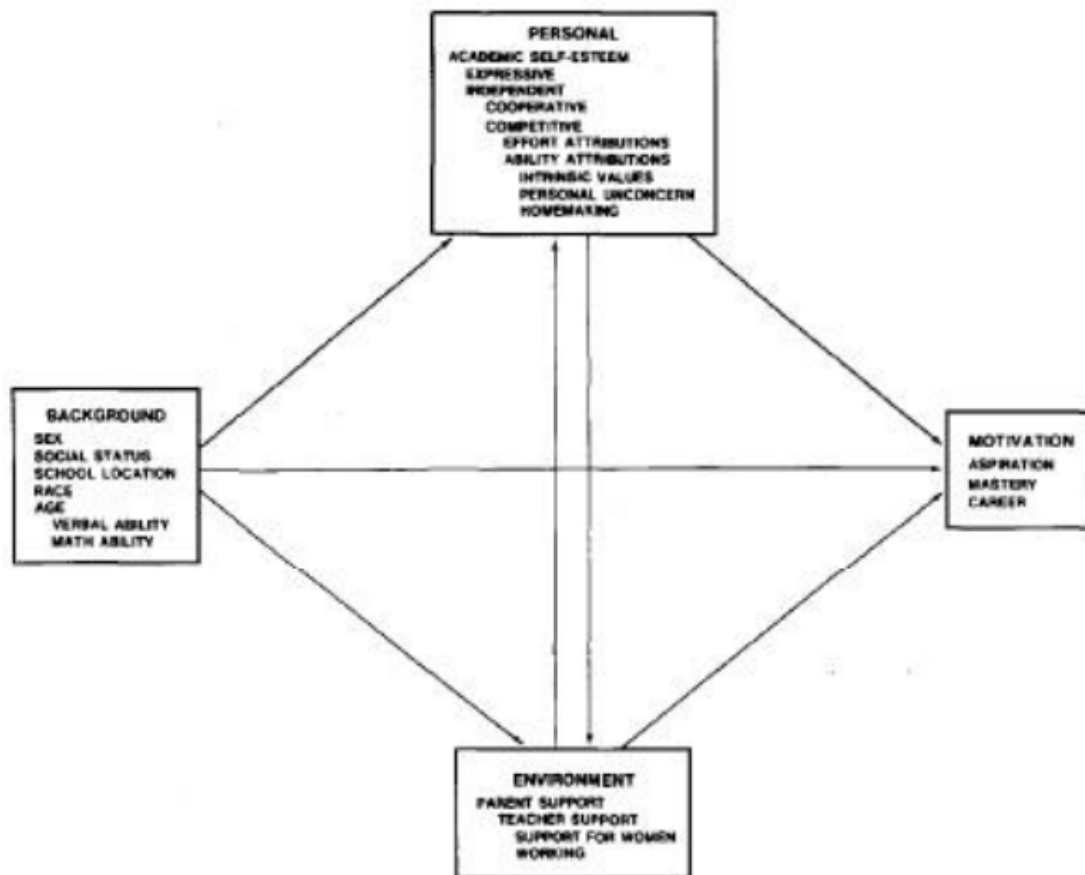 PERSONAL
ACADEMIC SELF-ESTEEM
EXPRESSIVE
INDEPENDENT
COOPERATIVE
COMPETITIVE
EFFORT ATTRIBUTIONS
ABILITY ATTRIBUTIONS
INTRINSIC VALUES
PERSONAL UNCONCERN
HOMEMAKING
BACKGROUND
SEX
SOCIAL STATUS
SCHOOL LOCATION
RACE
AGE
VERBAL ABILITY
MATH ABILITY
MOTIVATION
ASPIRATION
MASTERY
CAREER
ENVIRONMENT
PARENT SUPPORT
TEACHER SUPPORT
SUPPORT FOR WOMEN
WORKING